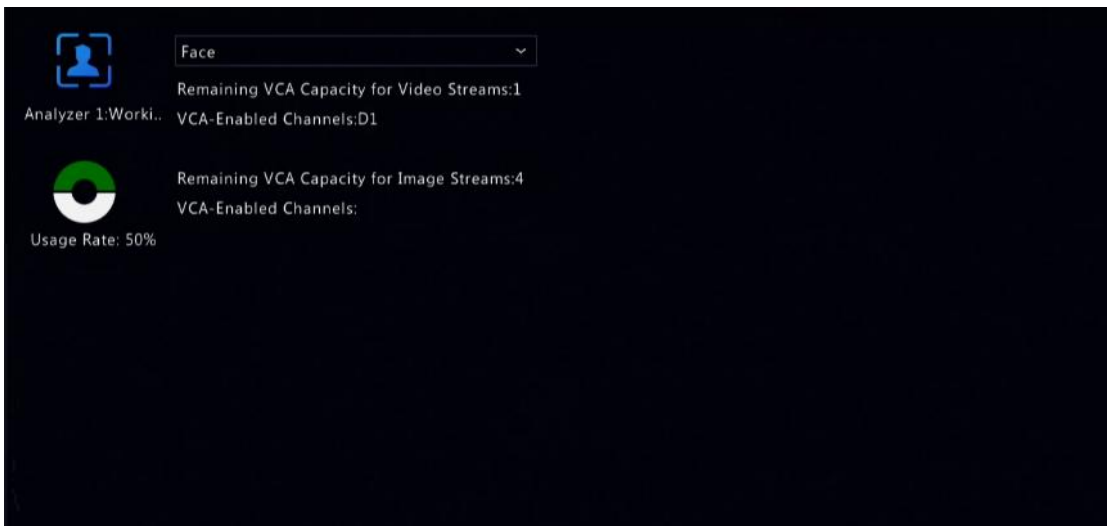 Face
Remaining VCA Capacity for Video Streams:1
Analyzer 1:Worki..
VCA-Enabled Channels:D1
Remaining VCA Capacity for Image Streams:4
VCA-Enabled Channels:
Usage Rate: 50%